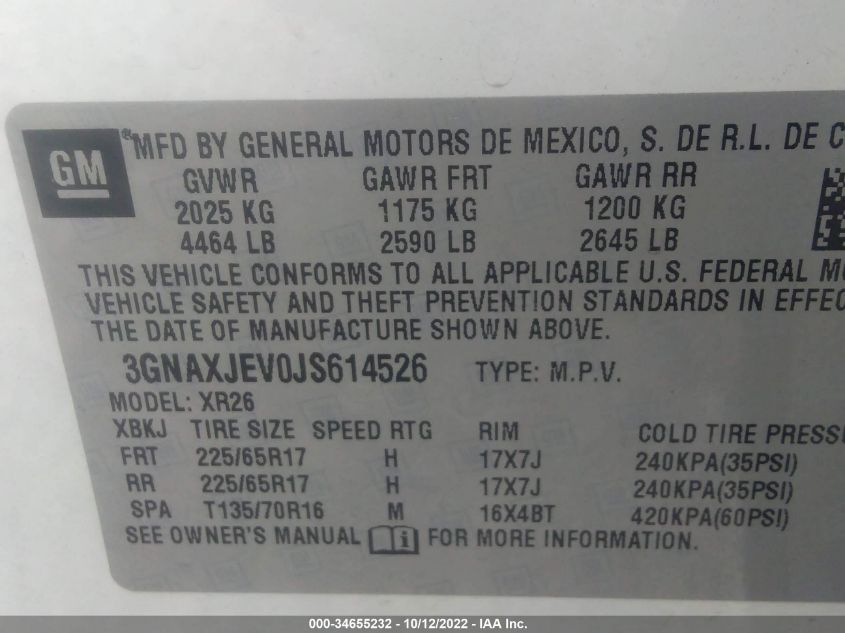 GM ® MFD BY GENERAL MOTORS DE MEXICO, S. DE R.L. DE C
GVWR GAWR FRT GAWR RR
2025 KG 1175 KG 1200 KG
4464 LB 2590 LB 2645 LB
THIS VEHICLE CONFORMS TO ALL APPLICABLE U.S. FEDERAL MO
VEHICLE SAFETY AND THEFT PREVENTION STANDARDS IN EFFEC
THE DATE OF MANUFACTURE SHOWN ABOVE.
3GNAXJEV0JS614526 TYPE: M.P.V.
MODEL: XR26
XBKJ TIRE SIZE SPEED RTG RIM COLD TIRE PRESSU
FRT 225/65R17 H 17X7J 240KPA(35PSI)
RR 225/65R17 H 17X7J 240KPA(35PSI)
SPA T135/70R16 M 16X4BT 420KPA(60PSI)
SEE OWNER'S MANUAL FOR MORE INFORMATION.
000-34655232 - 10/12/2022 - IAA Inc.